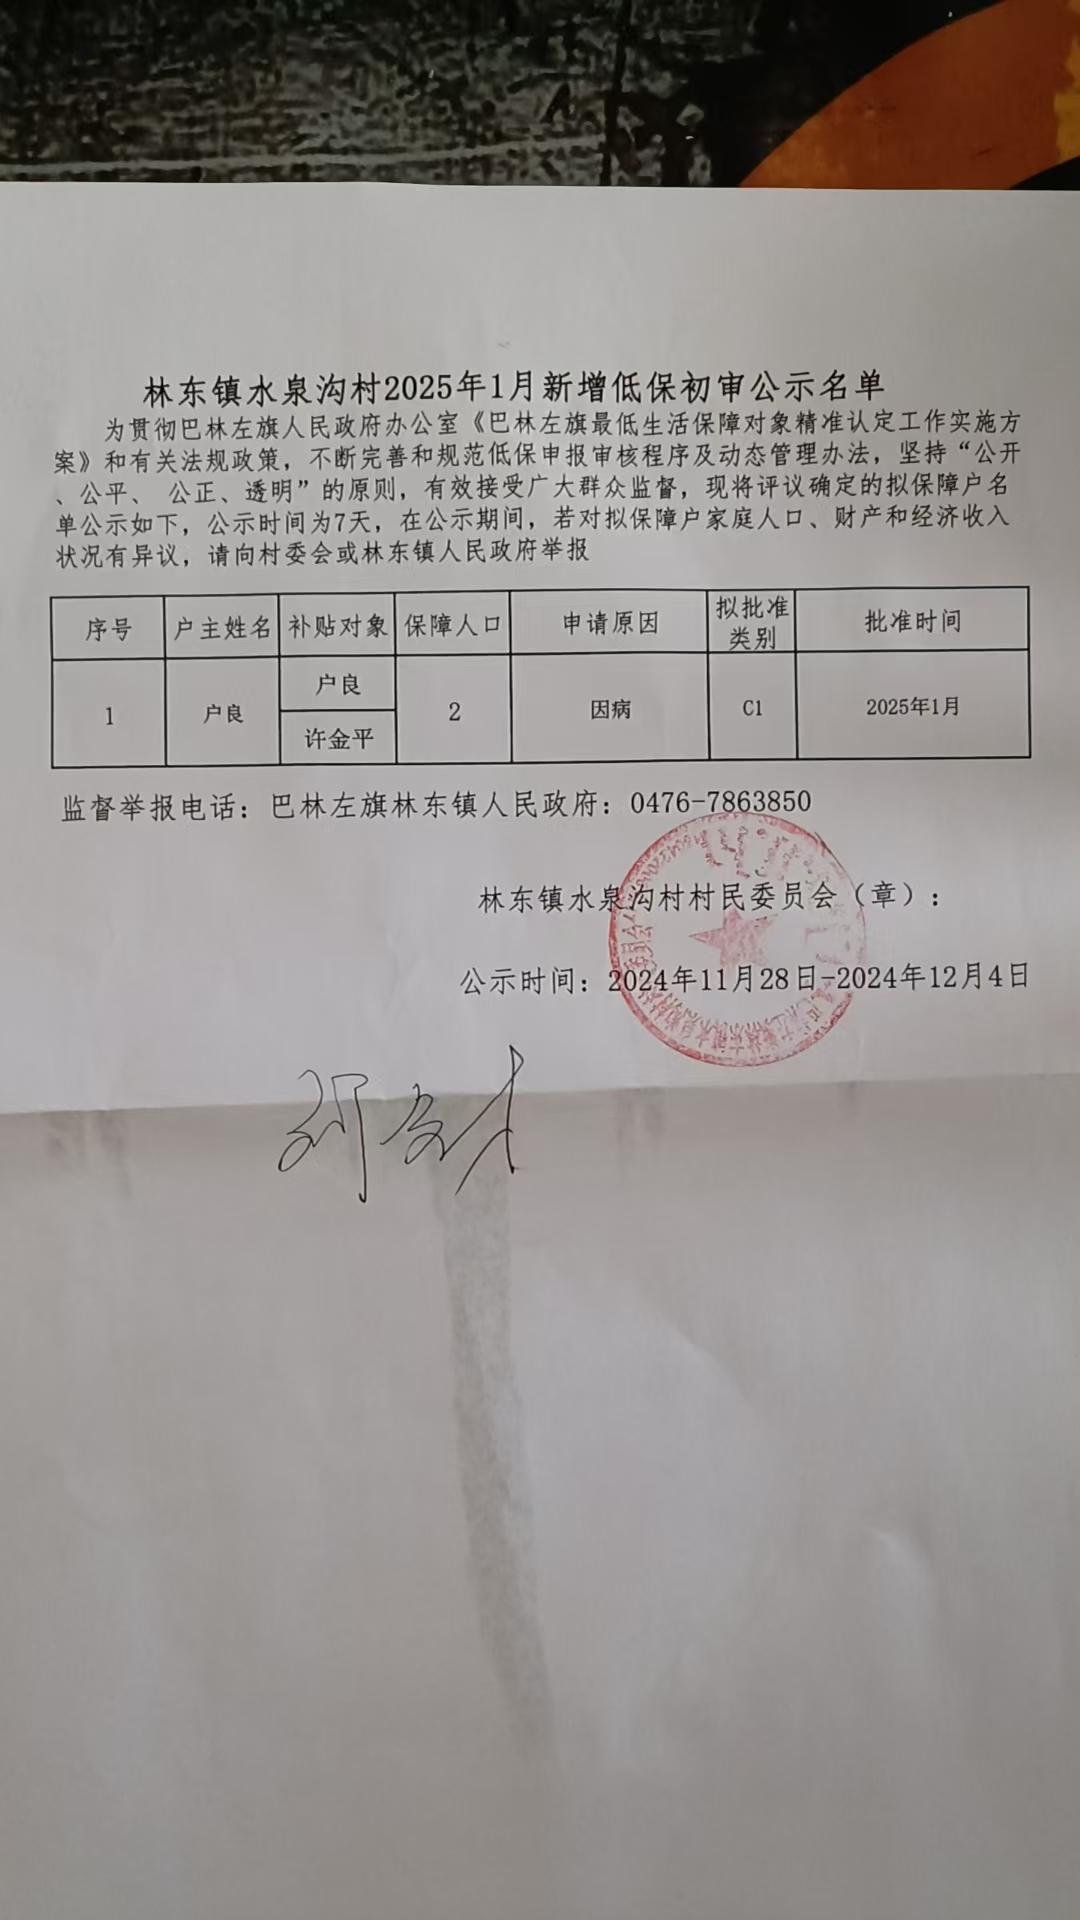 林东镇水泉沟村2025年1月新增低保初审公示名单
为贯彻巴林左旗人民政府办公室《巴林左旗最低生活保障对象精准认定工作实施方
案》和有关法规政策，不断完善和规范低保申报审核程序及动态管理办法，坚持“公开
、公平、 公正、透明”的原则，有效接受广大群众监督，现将评议确定的拟保障户名
单公示如下，公示时间为7天，在公示期间，若对拟保障户家庭人口、财产和经济收入
状况有异议，请向村委会或林东镇人民政府举报
序号 户主姓名 补贴对象 保障人口 申请原因 拟批准类别 批准时间
1 户良 户良 2 因病 C1 2025年1月
许金平
监督举报电话：巴林左旗林东镇人民政府：0476-7863850
林东镇水泉沟村村民委员会（章）：
公示时间：2024年11月28日-2024年12月4日